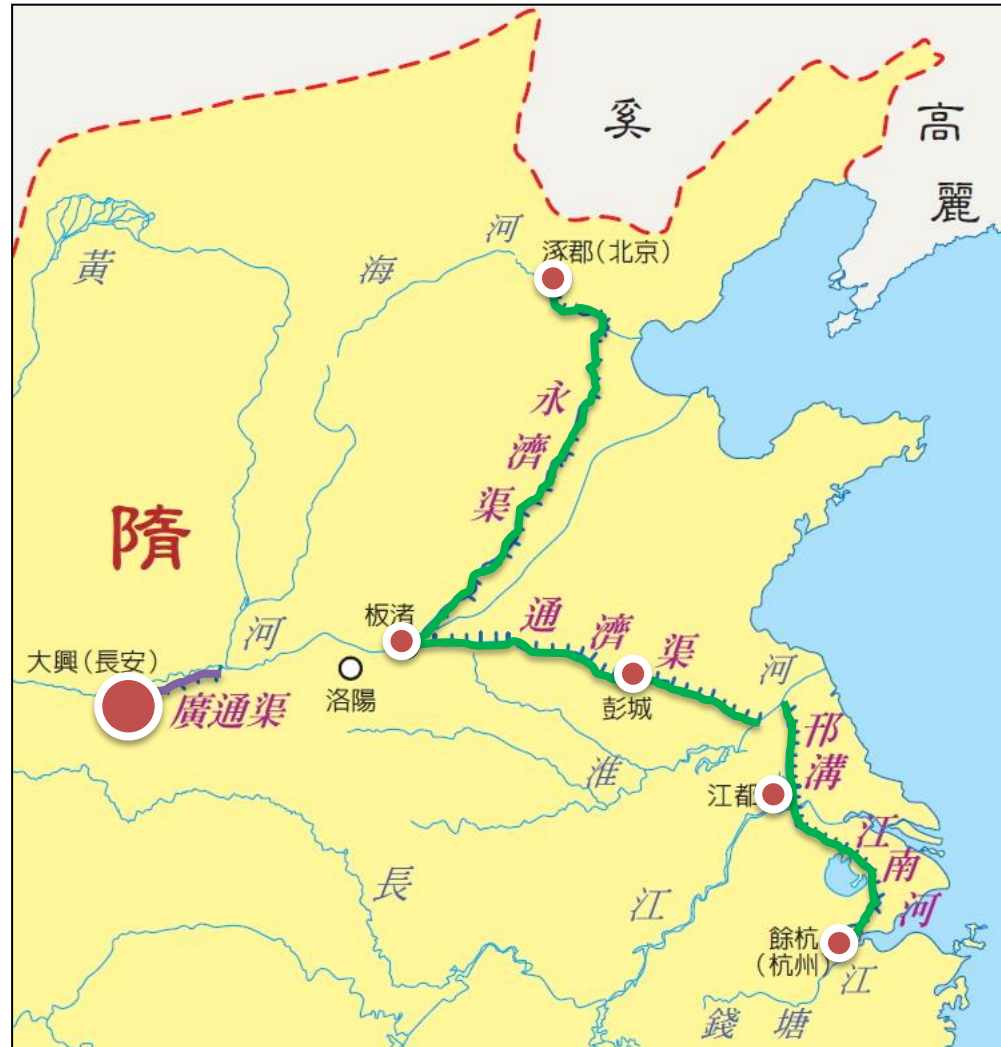 奚
高麗
黃
海
河
涿郡(北京)
永濟渠
隋
河
板渚
大興(長安)
廣通渠
洛陽
通濟渠
彭城
河
淮
邗溝
江都
江南河
長
江
餘杭
(杭州)
江
錢塘